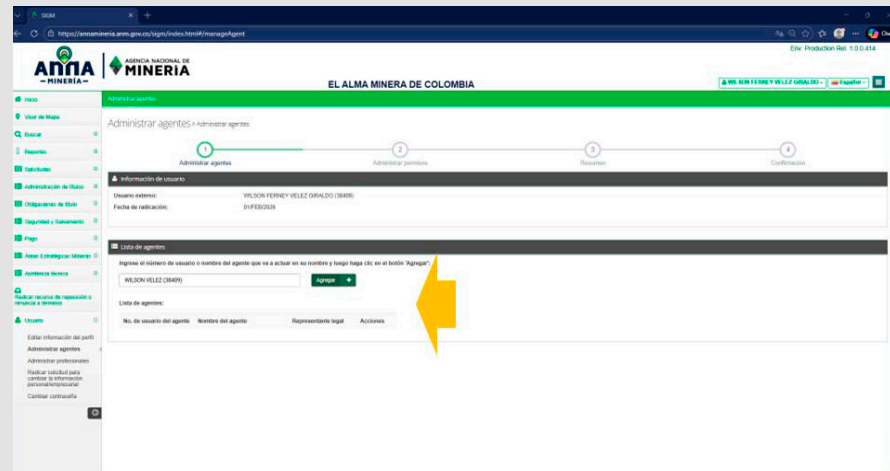 SIGM
https://annamineria.anm.gov.co/sigm/index.html#/manageAgent
Env: Production Rel. 1.0.0.414
AnnA
MINERÍA
AGENCIA NACIONAL DE
MINERÍA
EL ALMA MINERA DE COLOMBIA
WILSON FERNEY VELEZ GIRALDO
Español
Inicio
Administrar agentes
Visor de Mapa
Buscar
Reportes
Solicitudes
Administración de títulos
Obligaciones de título
Seguridad y Salvamento
Pago
Areas Estratégicas Mineras
Asistencia técnica
Radicar recurso de reposición o
renuncia a términos
Usuario
Editar información del perfil
Administrar agentes
Administrar profesionales
Radicar solicitud para
cambiar la información
personal/empresarial
Cambiar contraseña
Administrar agentes > Administrar agentes
1 2 3 4
Administrar agentes Administrar permisos Resumen Confirmación
Información de usuario
Usuario externo: WILSON FERNEY VELEZ GIRALDO (38409)
Fecha de radicación: 01/FEB/2026
Lista de agentes
Ingrese el número de usuario o nombre del agente que va a actuar en su nombre y luego haga clic en el botón "Agregar":
WILSON VELEZ (38409) Agregar +
Lista de agentes:
No. de usuario del agente Nombre del agente Representante legal Acciones